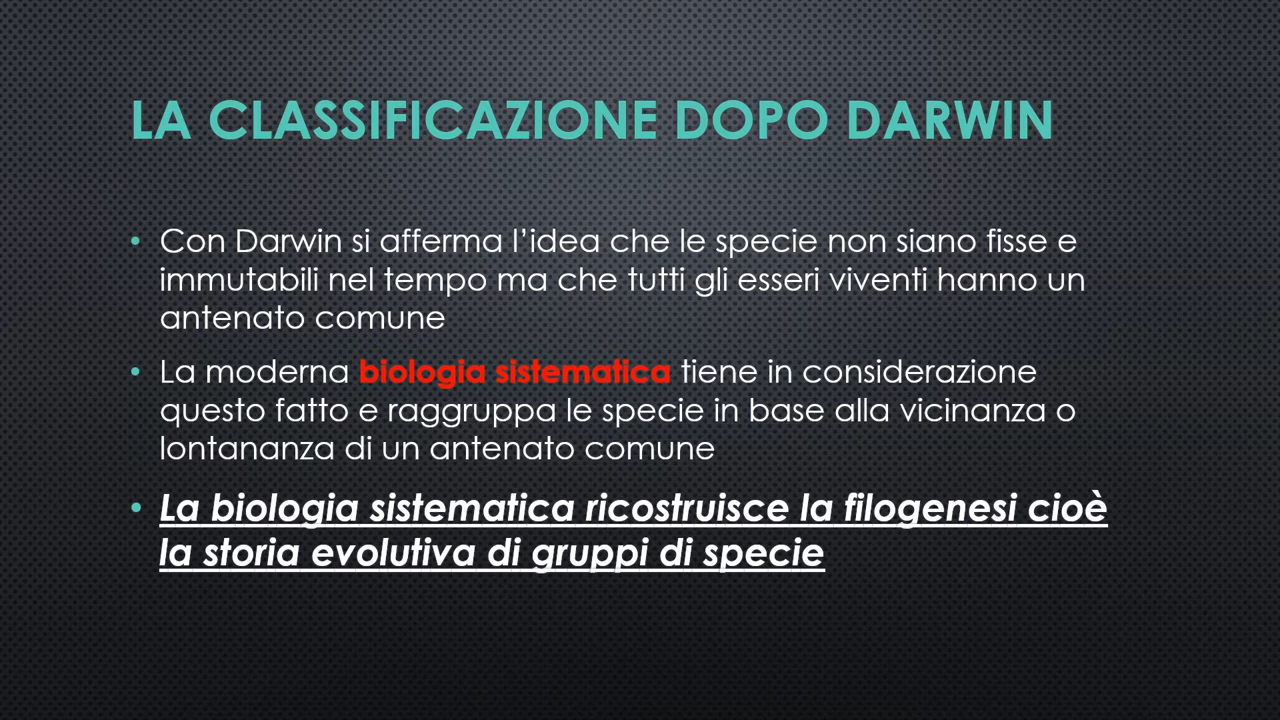 LA CLASSIFICAZIONE DOPO DARWIN
• Con Darwin si afferma l’idea che le specie non siano fisse e
immutabili nel tempo ma che tutti gli esseri viventi hanno un
antenato comune
• La moderna biologia sistematica tiene in considerazione
questo fatto e raggruppa le specie in base alla vicinanza o
lontananza di un antenato comune
• La biologia sistematica ricostruisce la filogenesi cioè
la storia evolutiva di gruppi di specie